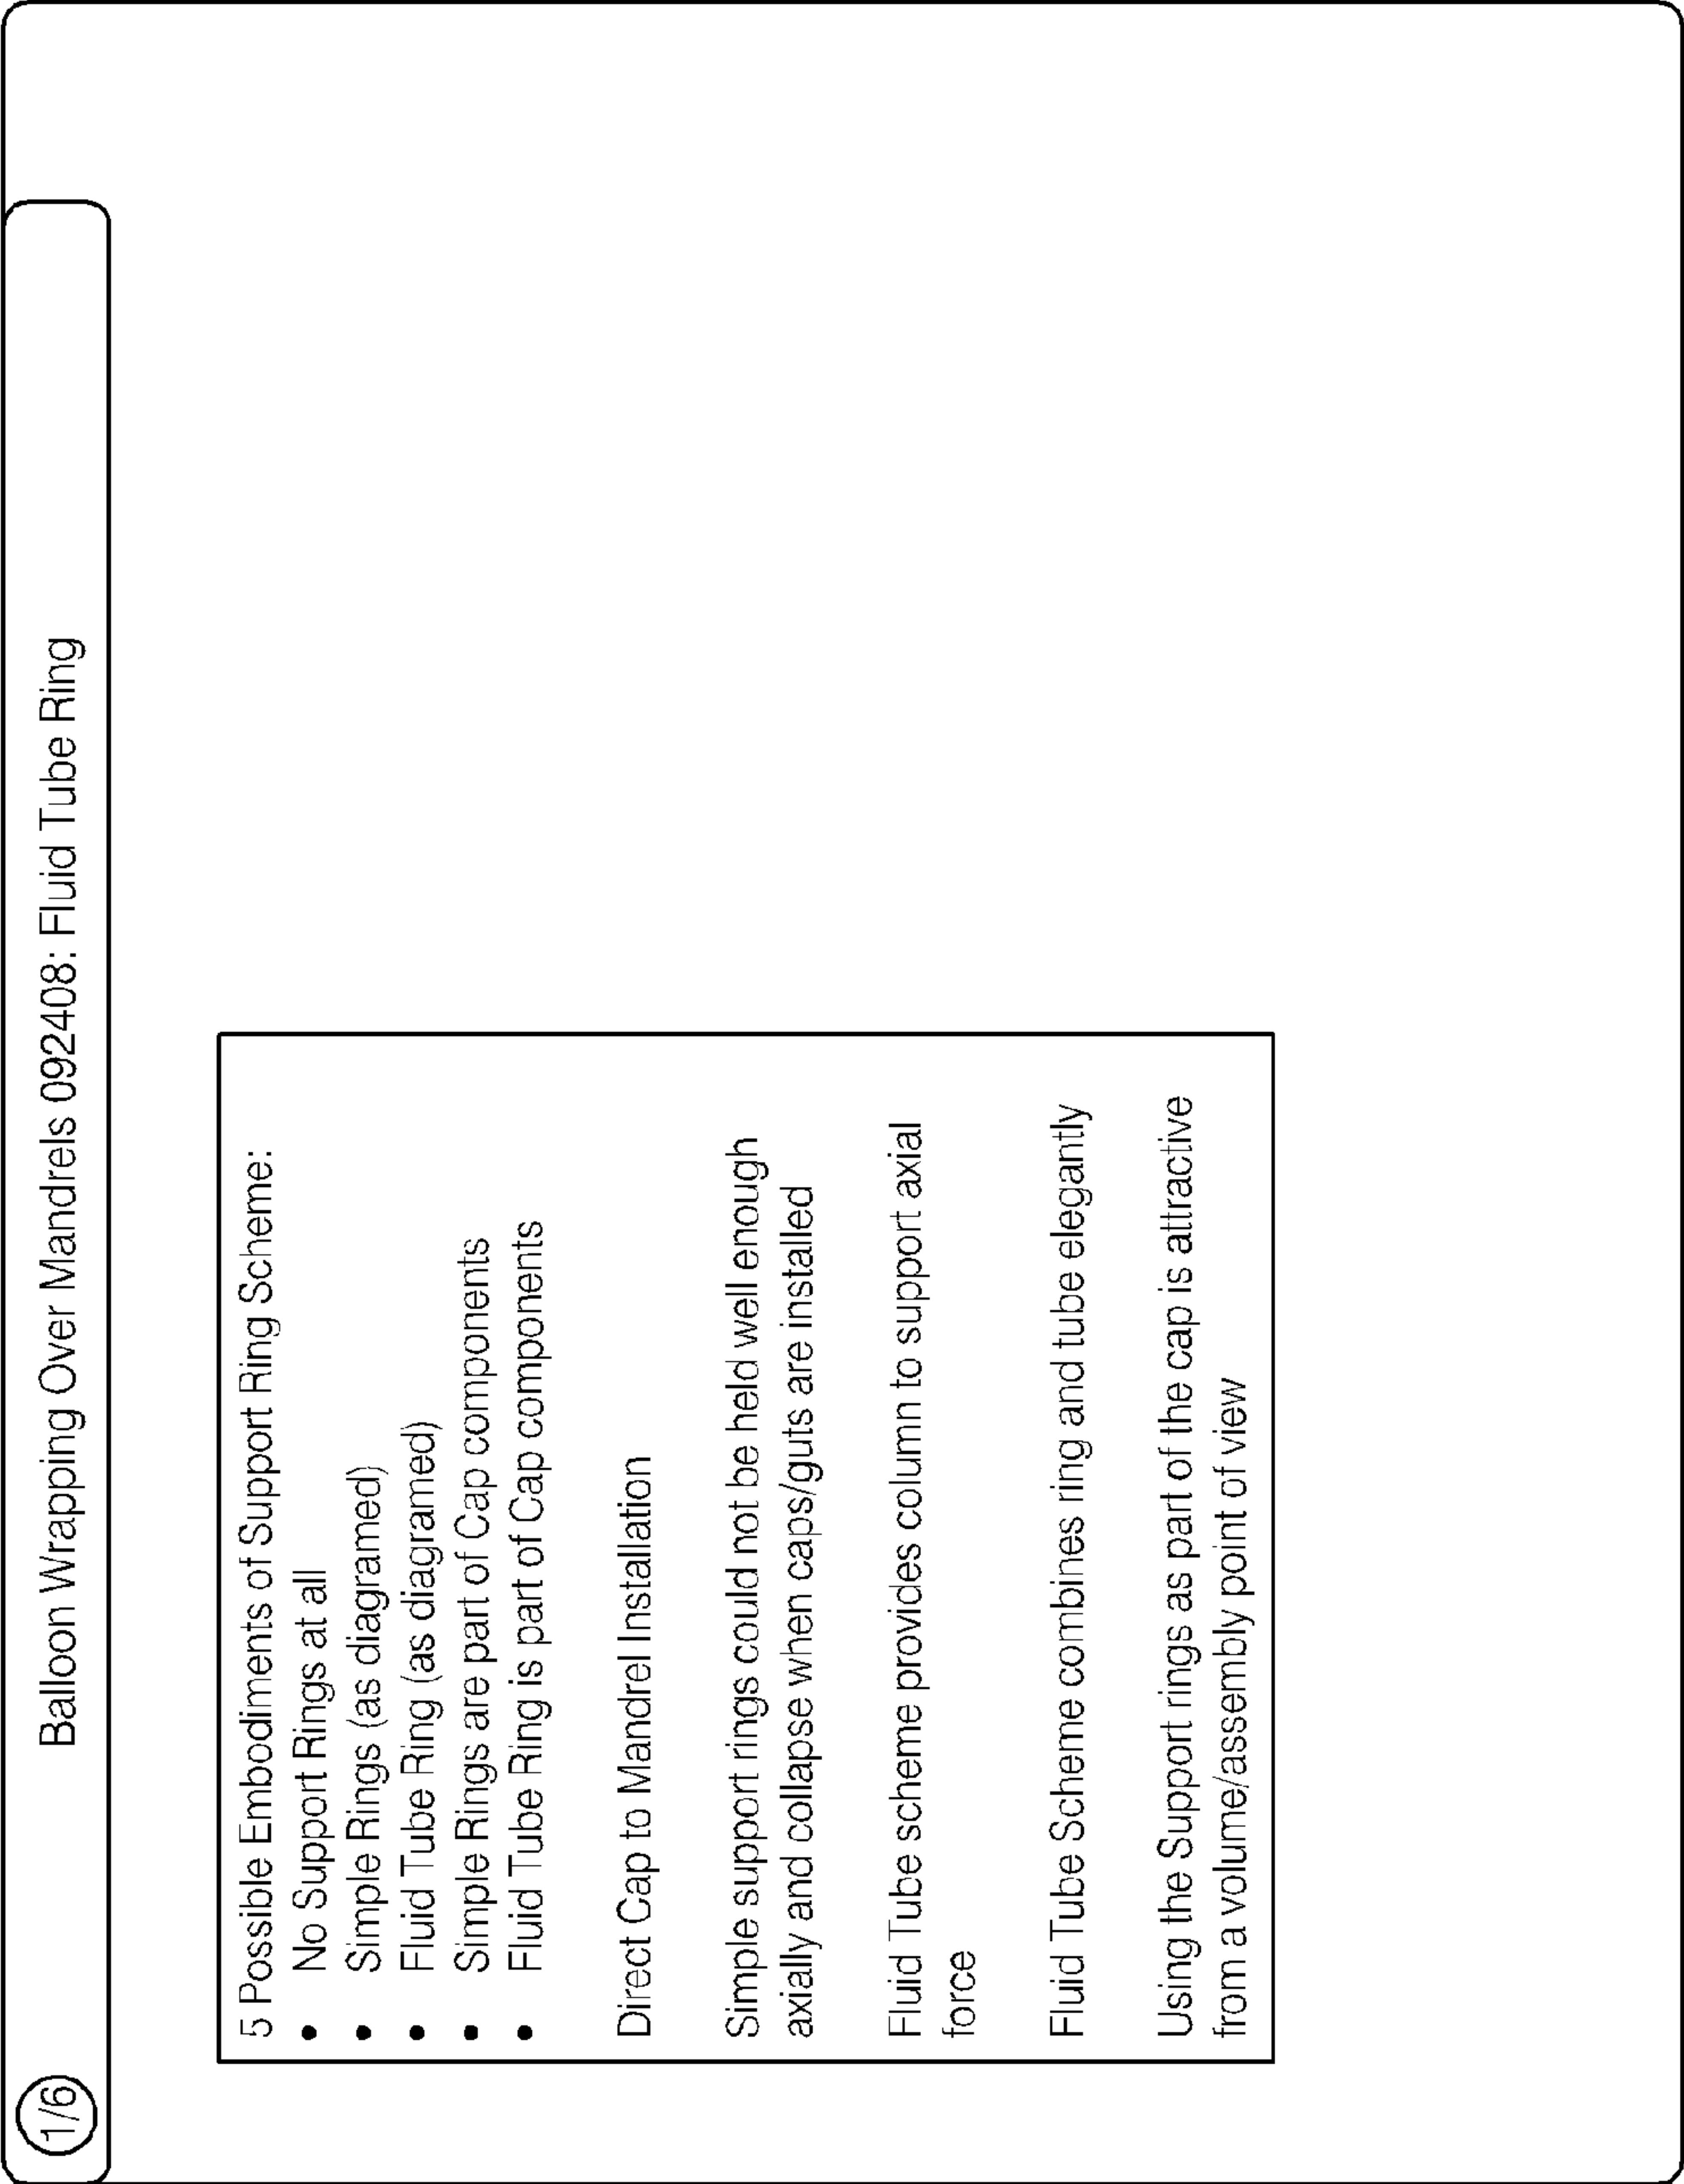 1/6
Balloon Wrapping Over Mandrels 092408: Fluid Tube Ring
5 Possible Embodiments of Support Ring Scheme:
• No Support Rings at all
• Simple Rings (as diagramed)
• Fluid Tube Ring (as diagramed)
• Simple Rings are part of Cap components
• Fluid Tube Ring is part of Cap components
Direct Cap to Mandrel Installation
Simple support rings could not be held well enough
axially and collapse when caps/guts are installed
Fluid Tube scheme provides column to support axial
force
Fluid Tube Scheme combines ring and tube elegantly
Using the Support rings as part of the cap is attractive
from a volume/assembly point of view